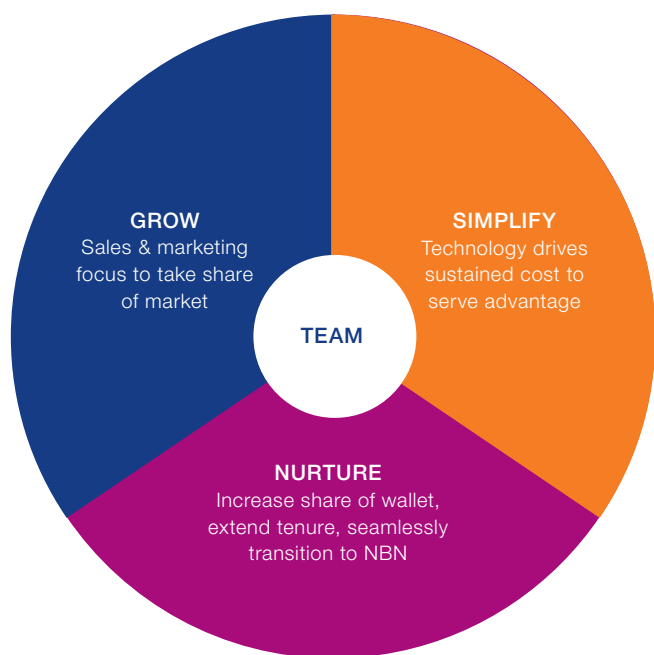 GROW
Sales & marketing
focus to take share
of market
SIMPLIFY
Technology drives
sustained cost to
serve advantage
TEAM
NURTURE
Increase share of wallet,
extend tenure, seamlessly
transition to NBN